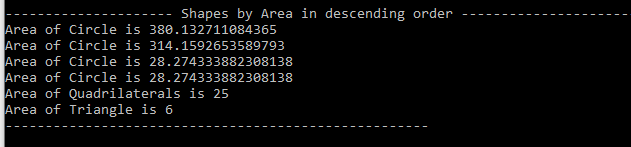 --------------------- Shapes by Area in descending order ----------------------
Area of Circle is 380.132711084365
Area of Circle is 314.1592653589793
Area of Circle is 28.274333882308138
Area of Circle is 28.274333882308138
Area of Quadrilaterals is 25
Area of Triangle is 6
-----------------------------------------------------